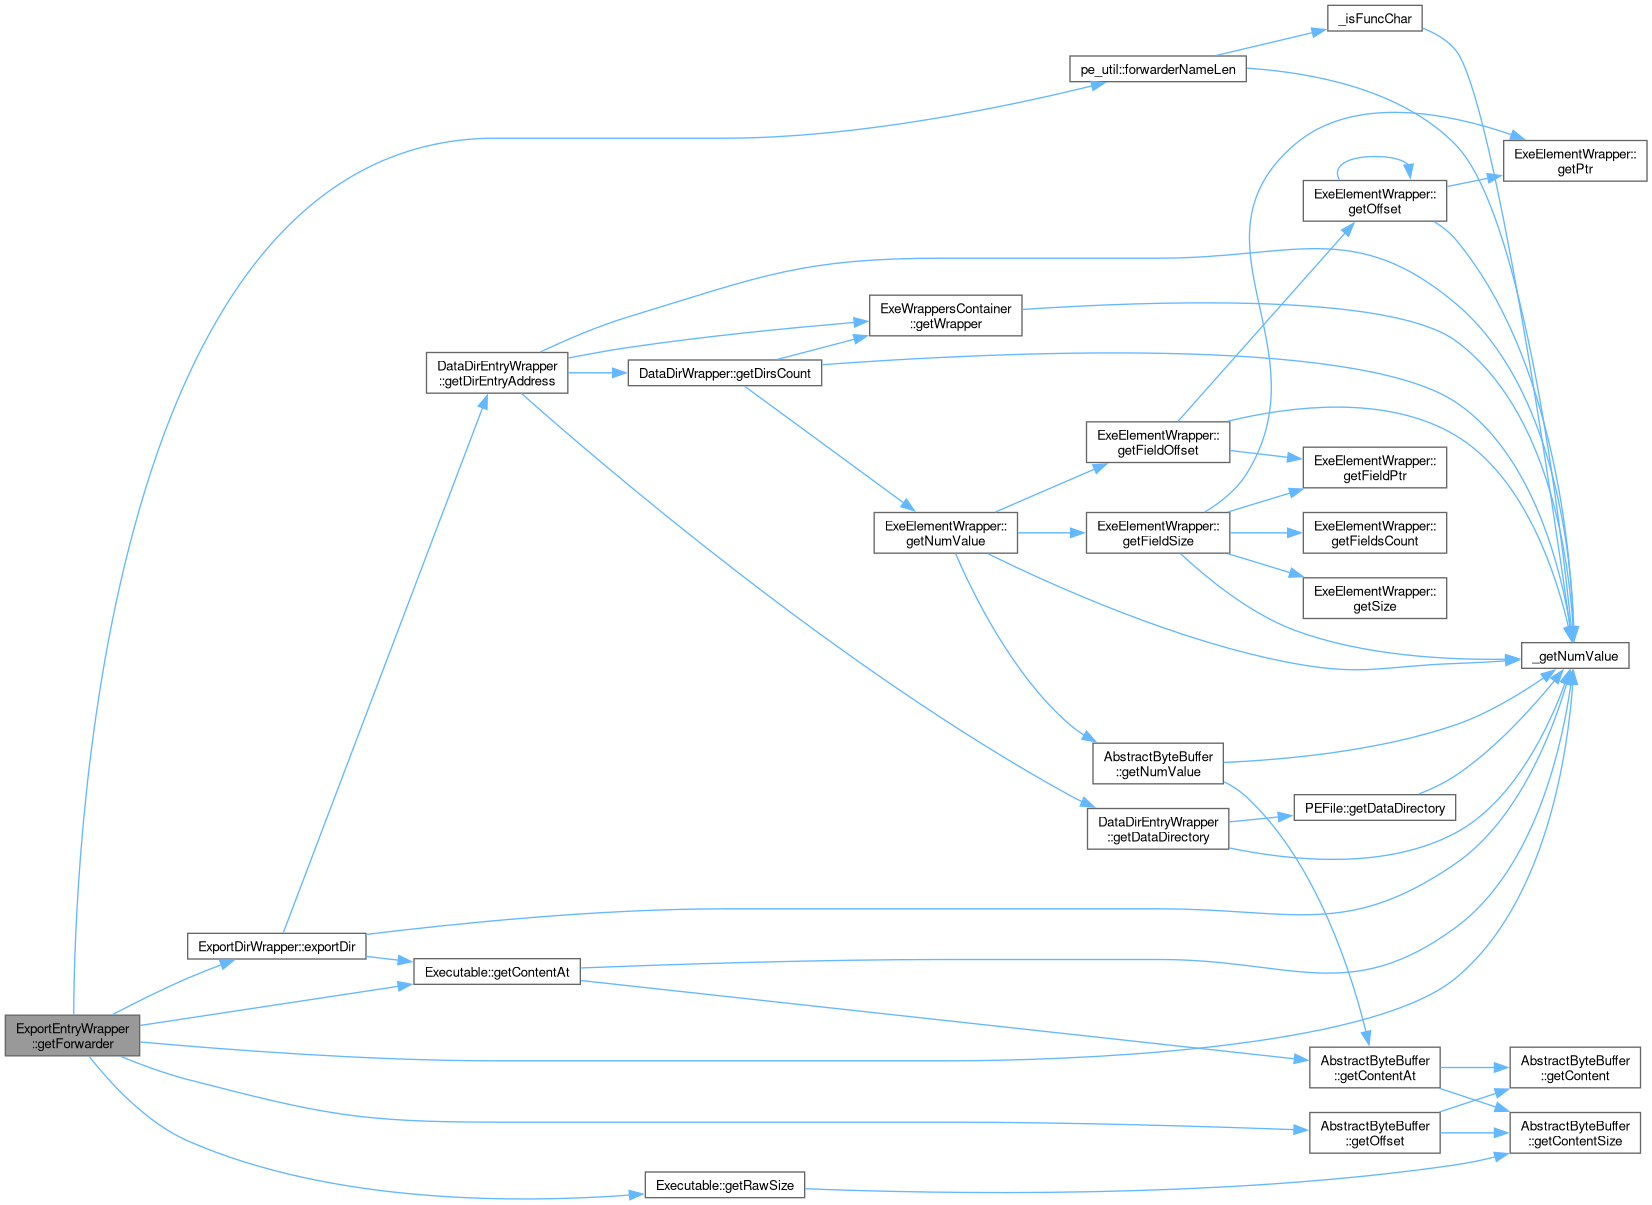 _isFuncChar
pe_util::forwarderNameLen
ExeElementWrapper::
getPtr
ExeElementWrapper::
getOffset
ExeWrappersContainer
::getWrapper
DataDirEntryWrapper
::getDirEntryAddress
DataDirWrapper::getDirsCount
ExeElementWrapper::
getFieldOffset
ExeElementWrapper::
getFieldPtr
ExeElementWrapper::
getNumValue
ExeElementWrapper::
getFieldSize
ExeElementWrapper::
getFieldsCount
ExeElementWrapper::
getSize
_getNumValue
AbstractByteBuffer
::getNumValue
PEFile::getDataDirectory
DataDirEntryWrapper
::getDataDirectory
ExportDirWrapper::exportDir
Executable::getContentAt
ExportEntryWrapper
::getForwarder
AbstractByteBuffer
::getContentAt
AbstractByteBuffer
::getContent
AbstractByteBuffer
::getOffset
AbstractByteBuffer
::getContentSize
Executable::getRawSize